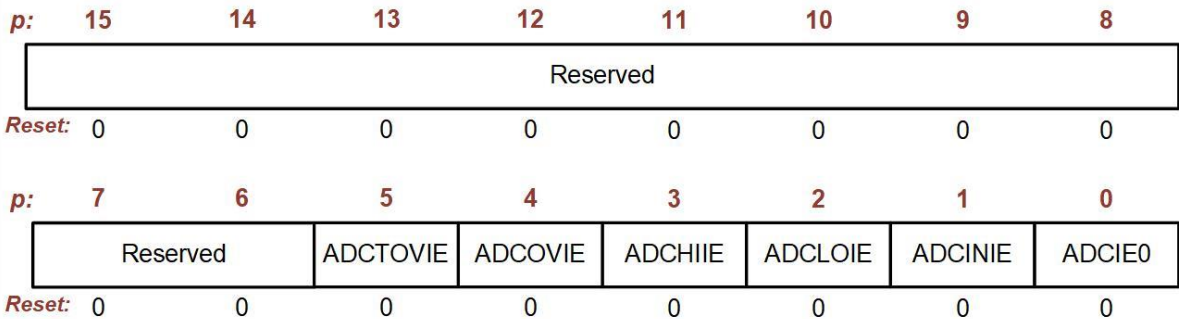 p: 15 14 13 12 11 10 9 8
Reserved
Reset: 0 0 0 0 0 0 0 0
p: 7 6 5 4 3 2 1 0
Reserved ADCTOVIE ADCOVIE ADCHIIE ADCLOIE ADCINIE ADCIE0
Reset: 0 0 0 0 0 0 0 0